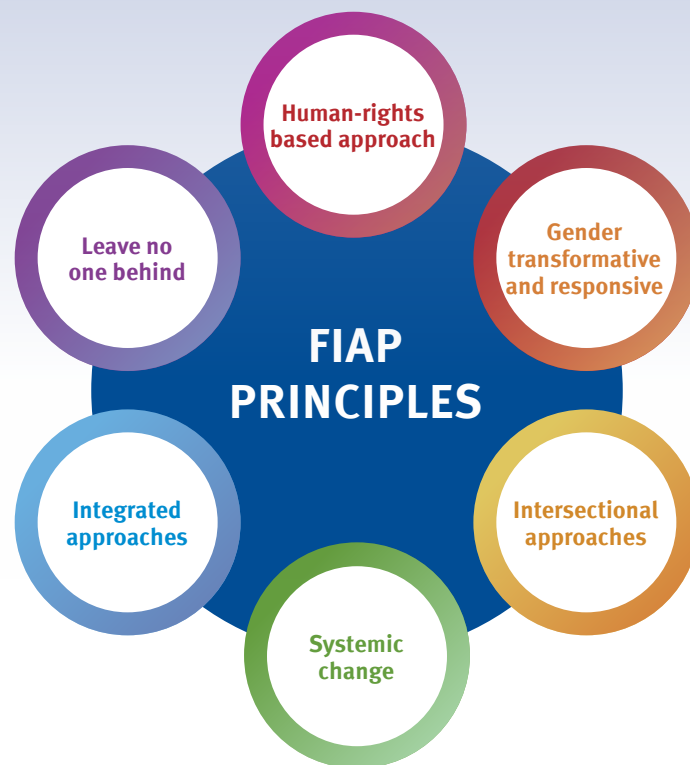 Human-rights
based approach
Gender
transformative
and responsive
Leave no
one behind
FIAP
PRINCIPLES
Integrated
approaches
Intersectional
approaches
Systemic
change